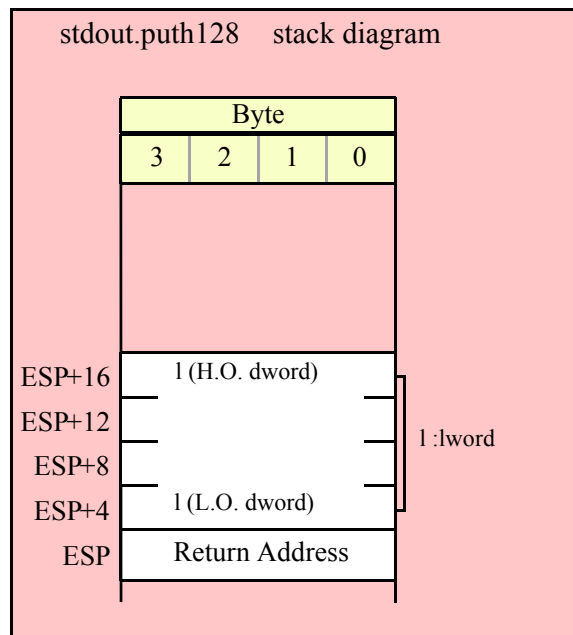 stdout.puth128 stack diagram
Byte
3 2 1 0
ESP+16 l (H.O. dword)
ESP+12
l :lword
ESP+8
ESP+4 l (L.O. dword)
ESP Return Address